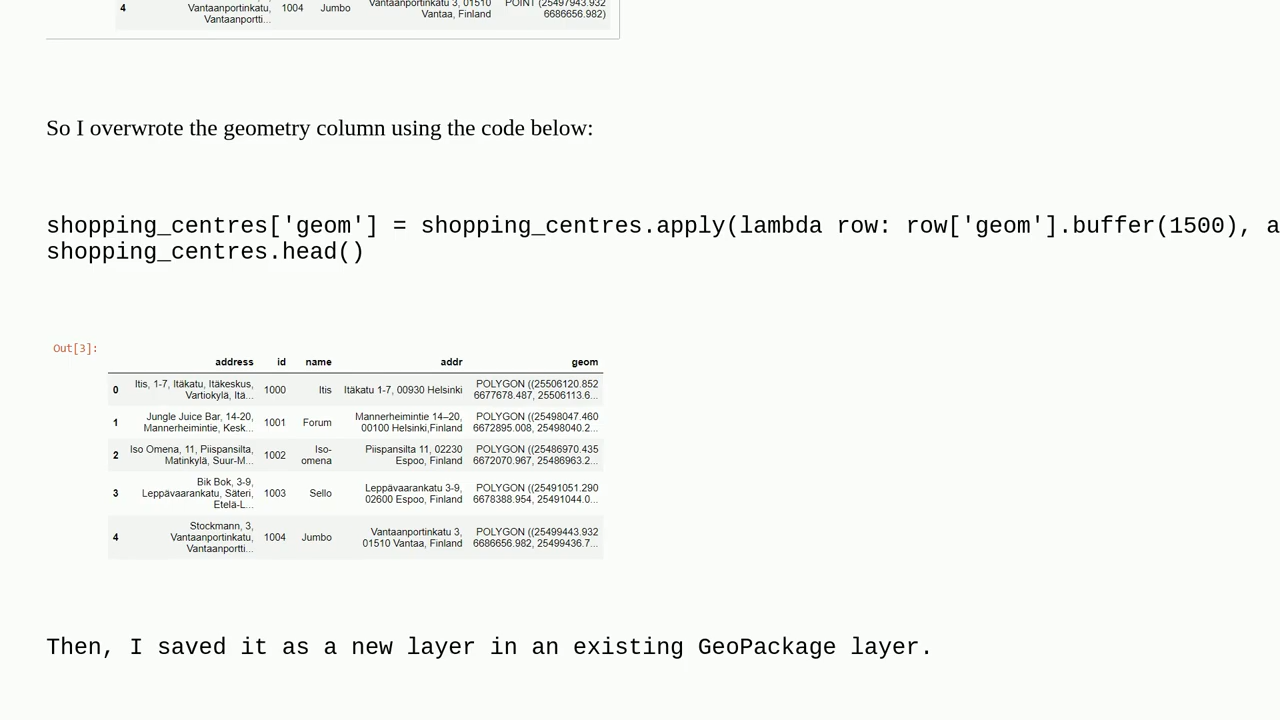 Vantaanportinkatu 3, 01510 POINT (25497943.932
4 Vantaanportinkatu, 1004 Jumbo Vantaa, Finland 6686656.982)
Vantaanportti...
So I overwrote the geometry column using the code below:
shopping_centres['geom'] = shopping_centres.apply(lambda row: row['geom'].buffer(1500), a
shopping_centres.head()
Out[3]:
address id name addr geom
0 Itis, 1-7, Itäkatu, Itäkeskus, 1000 Itis Itäkatu 1-7, 00930 Helsinki POLYGON ((25506120.852
Vartiokylä, Itä... 6677678.487, 25506113.6...
1 Jungle Juice Bar, 14-20, 1001 Forum Mannerheimintie 14–20, POLYGON ((25498047.460
Mannerheimintie, Kesk... 00100 Helsinki,Finland 6672895.008, 25498040.2...
2 Iso Omena, 11, Piispansilta, 1002 Iso- Piispansilta 11, 02230 POLYGON ((25486970.435
Matinkylä, Suur-M... omena Espoo, Finland 6672070.967, 25486963.2...
Bik Bok, 3-9,
3 Leppävaarankatu, Säteri, 1003 Sello Leppävaarankatu 3-9, POLYGON ((25491051.290
Etelä-L... 02600 Espoo, Finland 6678388.954, 25491044.0...
Stockmann, 3,
4 Vantaanportinkatu, 1004 Jumbo Vantaanportinkatu 3, POLYGON ((25499443.932
Vantaanportti... 01510 Vantaa, Finland 6686656.982, 25499436.7...
Then, I saved it as a new layer in an existing GeoPackage layer.